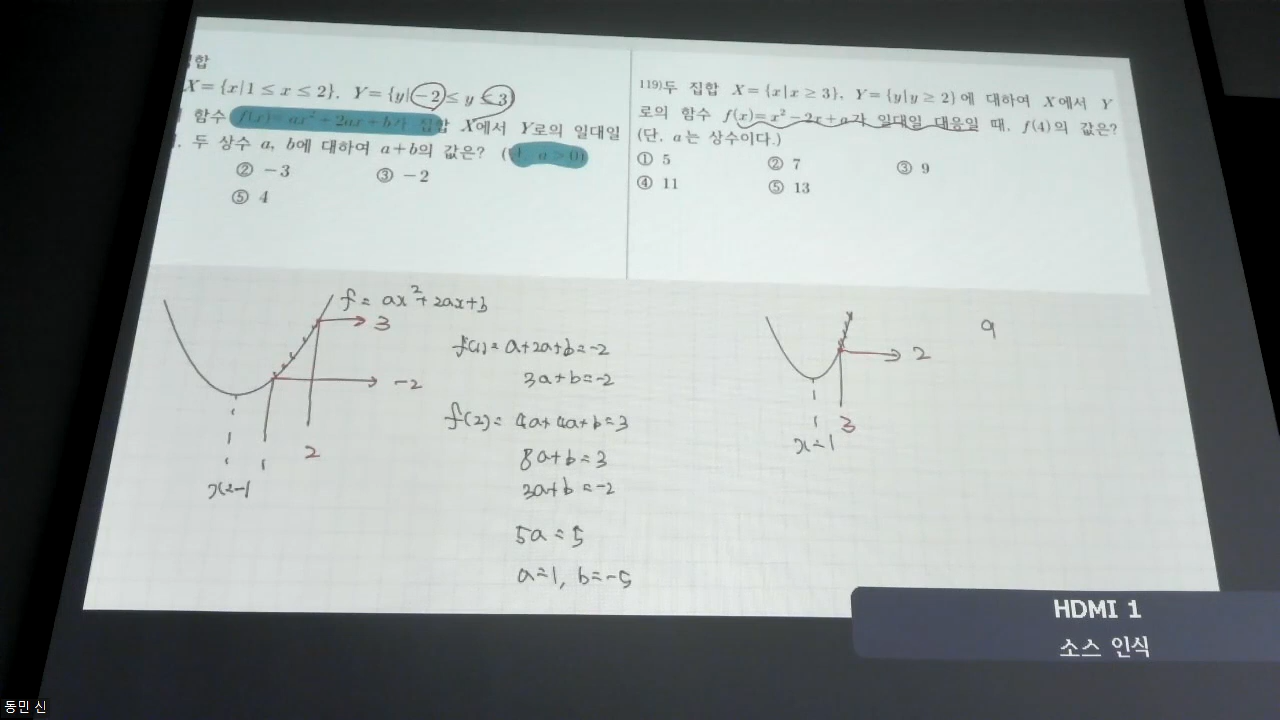 집합
X={x|1≤x≤2}, Y={y|-2≤y≤3}
함수 f(x)=ax²+2ax+b가 집합 X에서 Y로의 일대일
두 상수 a, b에 대하여 a+b의 값은? (단, a>0)
② -3 ③ -2
⑤ 4
119)두 집합 X={x|x≥3}, Y={y|y≥2}에 대하여 X에서 Y
로의 함수 f(x)=x²-2x+a가 일대일 대응일 때, f(4)의 값은?
(단, a는 상수이다.)
① 5 ② 7 ③ 9
④ 11 ⑤ 13
f= ax²+2ax+b
3
-2
1
2
x=-1
f(1)=a+2a+b=-2
3a+b=-2
f(2)= 4a+4a+b=3
8a+b=3
3a+b=-2
5a=5
a=1, b=-5
2
3
x=1
9
HDMI 1
소스 인식
동민 신